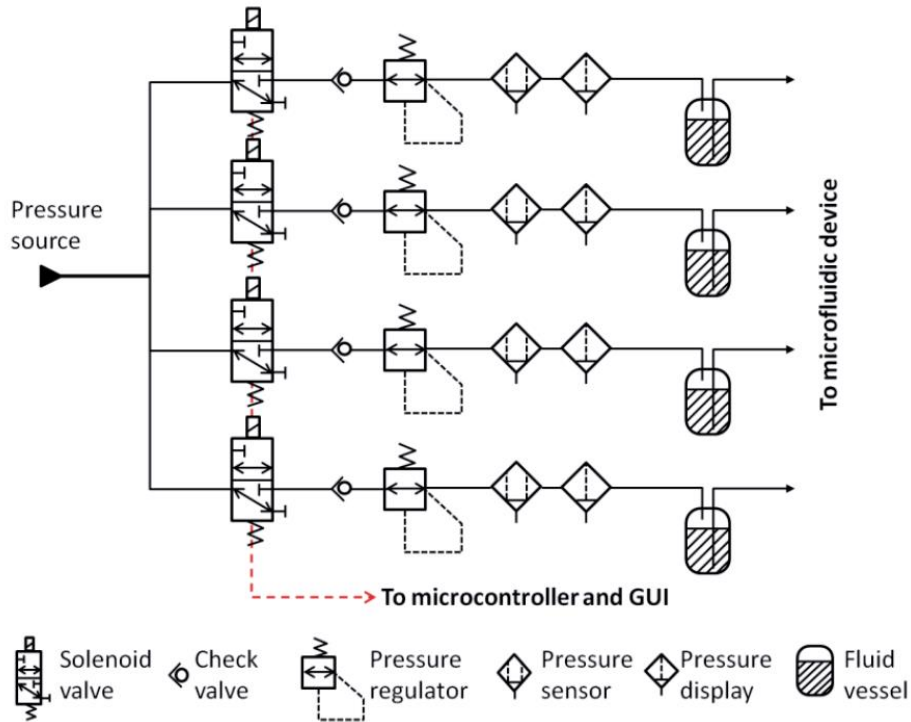 Pressure
source
To microfluidic device
To microcontroller and GUI
Solenoid
valve
Check
valve
Pressure
regulator
Pressure
sensor
Pressure
display
Fluid
vessel